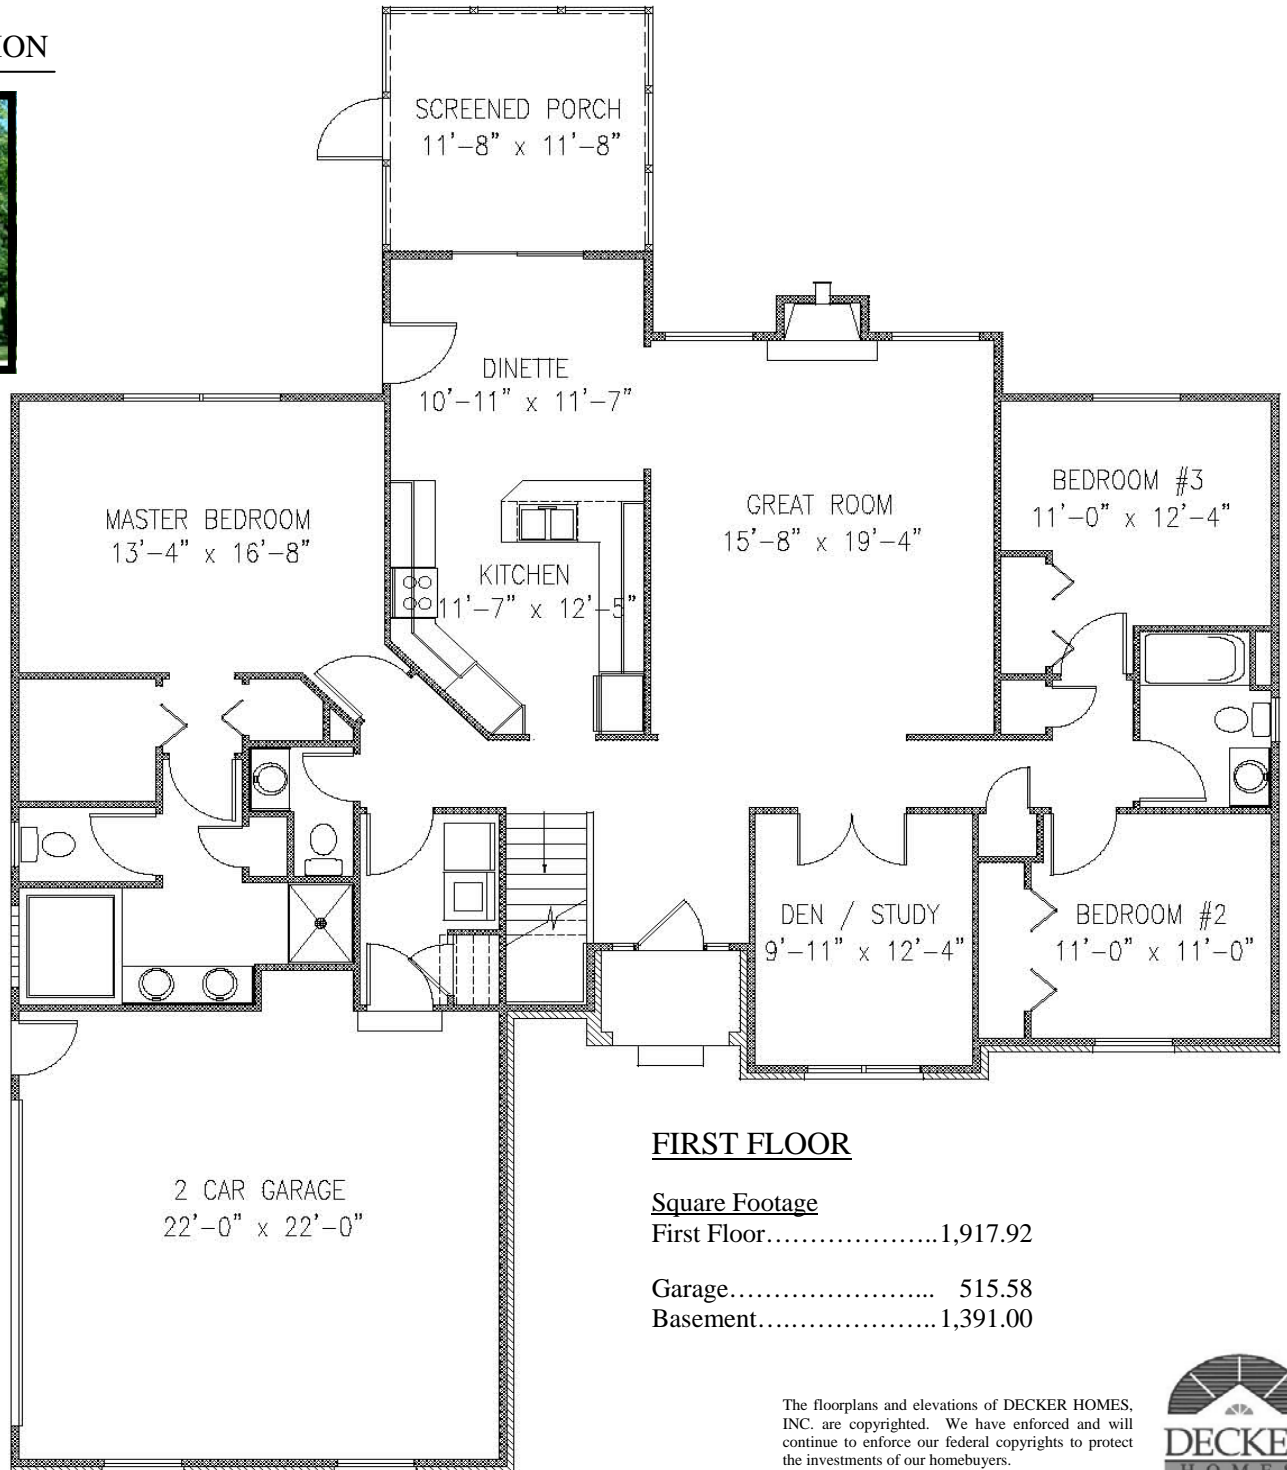 ION
SCREENED PORCH
11'-8" x 11'-8"
DINETTE
10'-11" x 11'-7"
MASTER BEDROOM
13'-4" x 16'-8"
KITCHEN
11'-7" x 12'-5"
GREAT ROOM
15'-8" x 19'-4"
BEDROOM #3
11'-0" x 12'-4"
DEN / STUDY
9'-11" x 12'-4"
BEDROOM #2
11'-0" x 11'-0"
2 CAR GARAGE
22'-0" x 22'-0"
FIRST FLOOR
Square Footage
First Floor………………..1,917.92
Garage…………………... 515.58
Basement…..……………..1,391.00
The floorplans and elevations of DECKER HOMES,
INC. are copyrighted. We have enforced and will
continue to enforce our federal copyrights to protect
the investments of our homebuyers.
DECKE